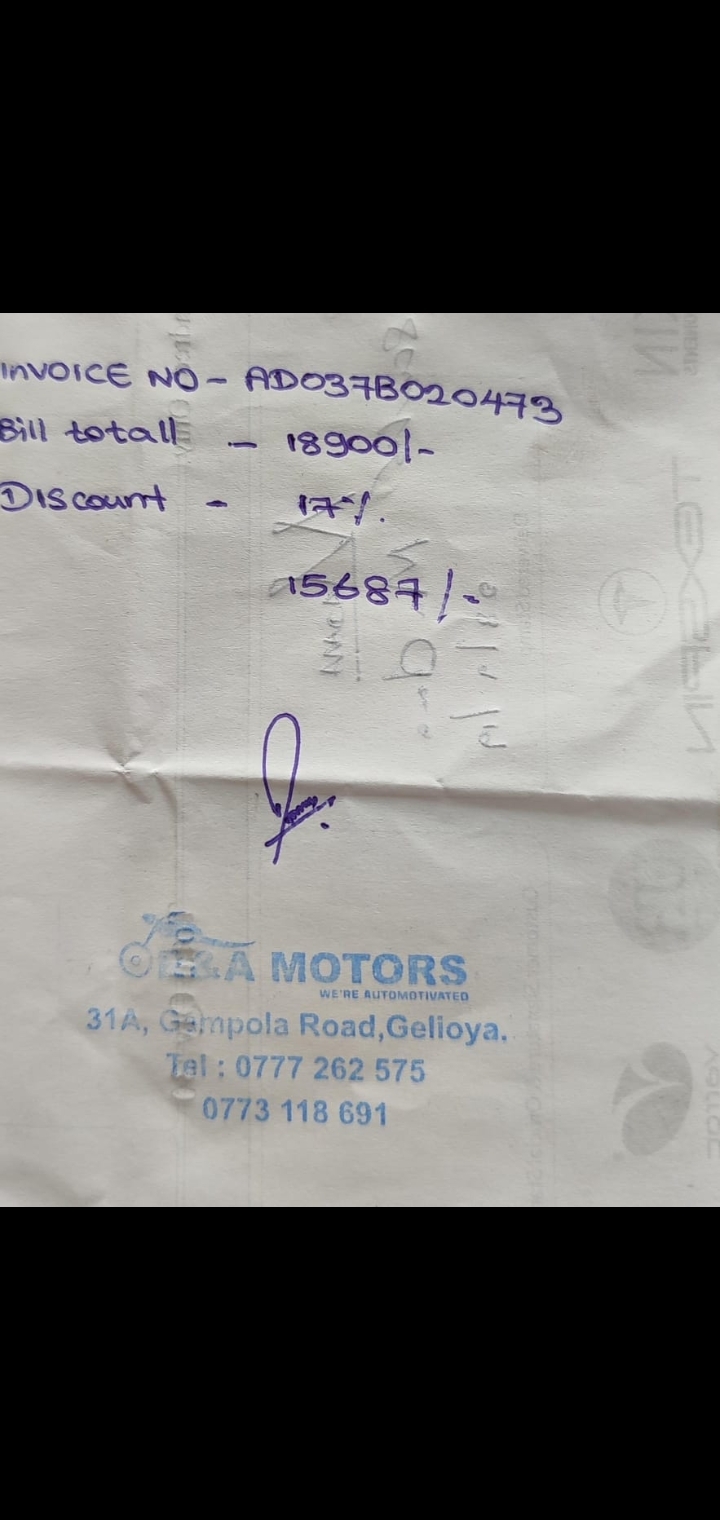 INVOICE NO - AD037B020473
Bill totall - 18900/-
Discount - 17%.
15687/-
&A MOTORS
WE'RE AUTOMOTIVATED
31A, Gampola Road,Gelioya.
Tel : 0777 262 575
0773 118 691